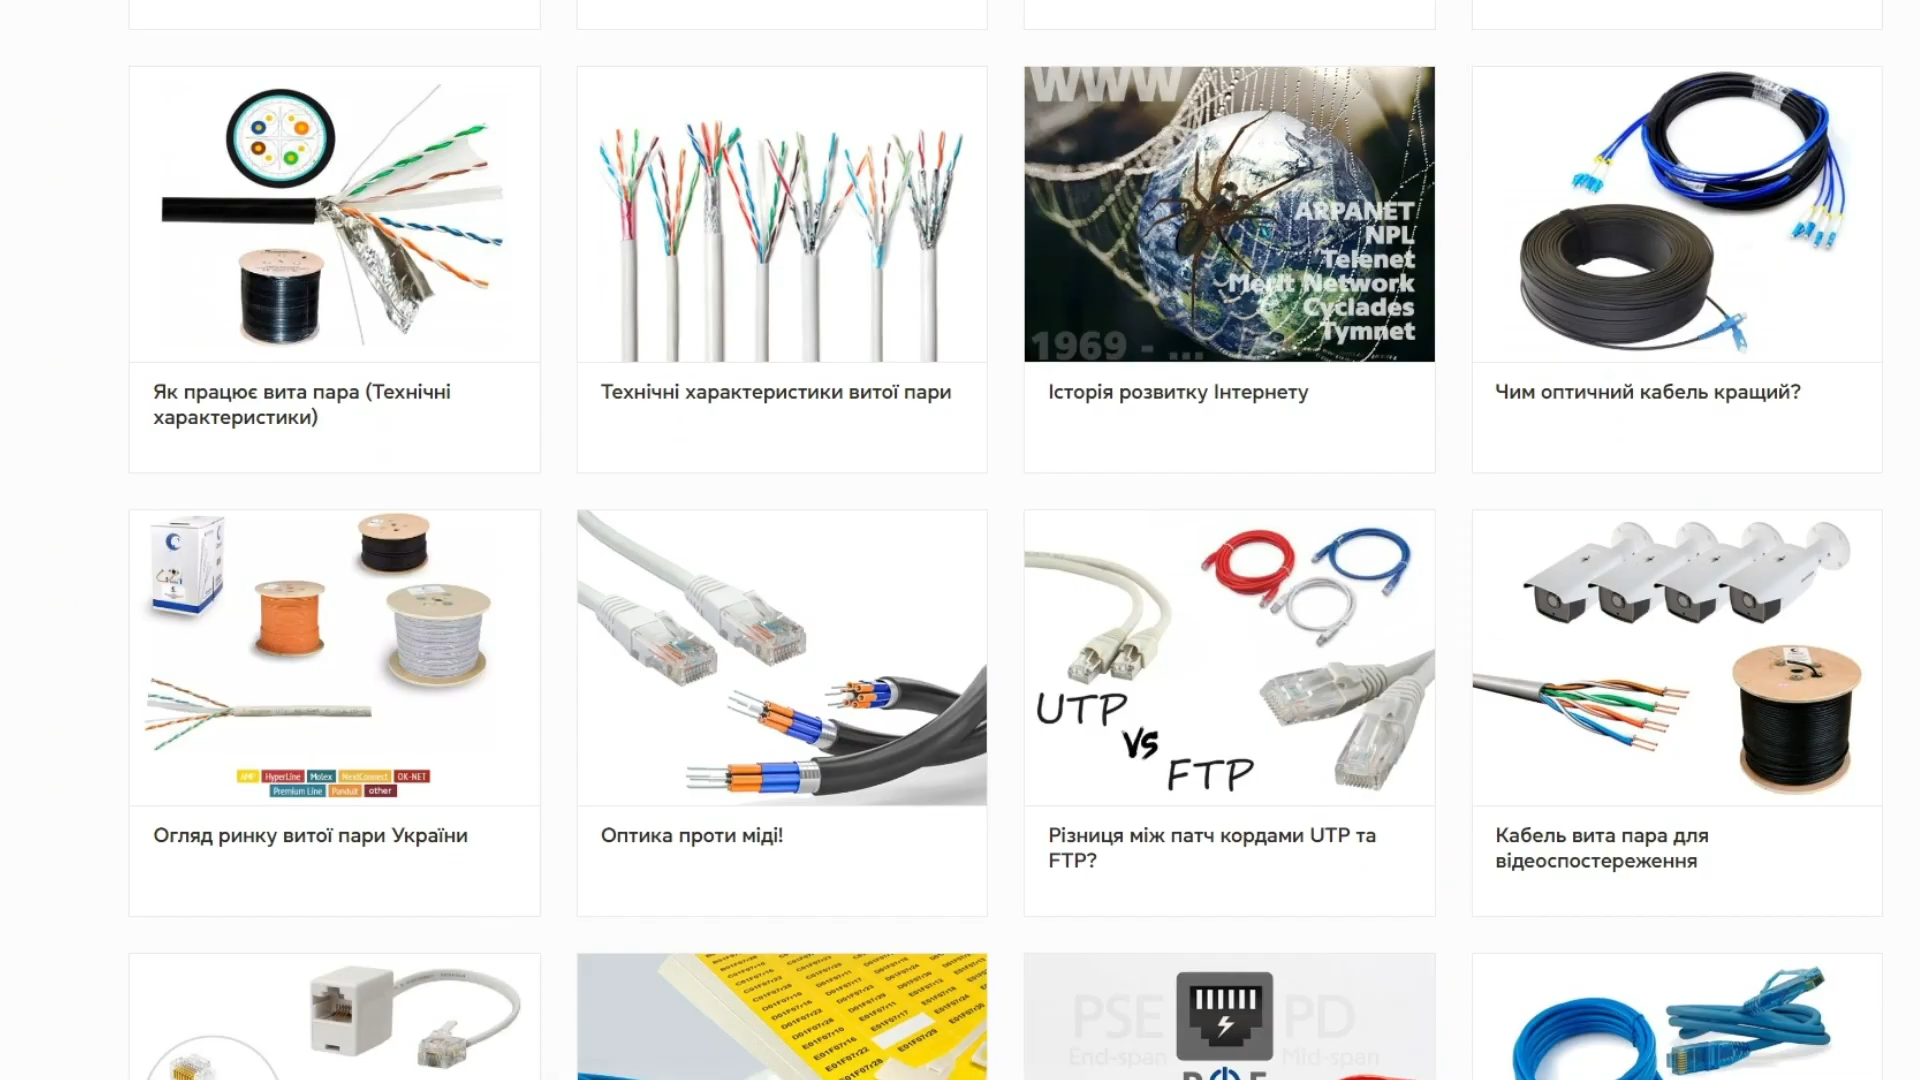 WWW
ARPANET
NPL
Telenet
Merit Network
Cyclades
Tymnet
1969 - ...
Як працює вита пара (Технічні
характеристики)
Технічні характеристики витої пари
Історія розвитку Інтернету
Чим оптичний кабель кращий?
AMP HyperLine Molex NextConnect OK-NET
Premium Line Panduit other
UTP
vs
FTP
Огляд ринку витої пари України
Оптика проти міді!
Різниця між патч кордами UTP та
FTP?
Кабель вита пара для
відеоспостереження
PSE PD
End-span Mid-span